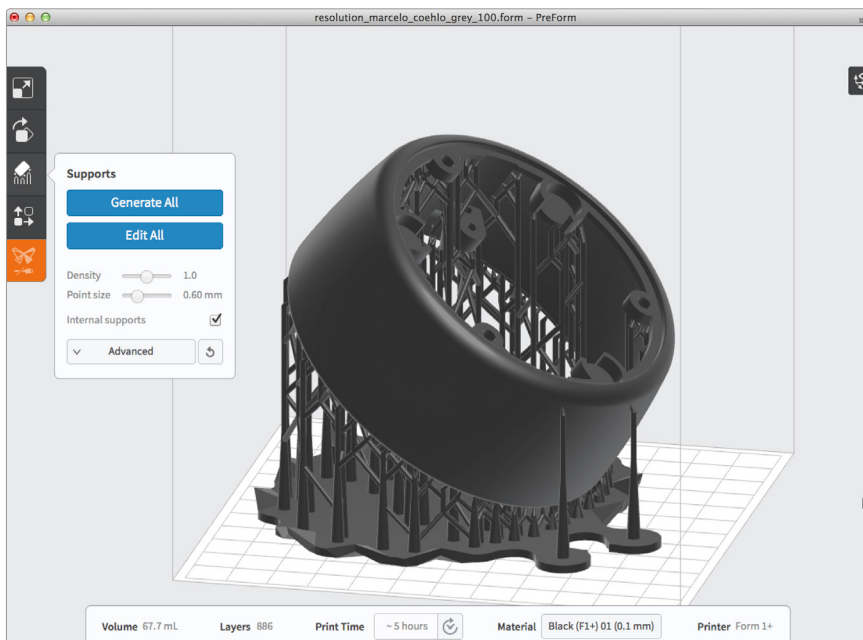 resolution_marcelo_coehlo_grey_100.form – PreForm
Supports
Generate All
Edit All
Density 1.0
Point size 0.60 mm
Internal supports
Advanced
Volume 67.7 mL Layers 886 Print Time ~ 5 hours Material Black (F1+) 01 (0.1 mm) Printer Form 1+